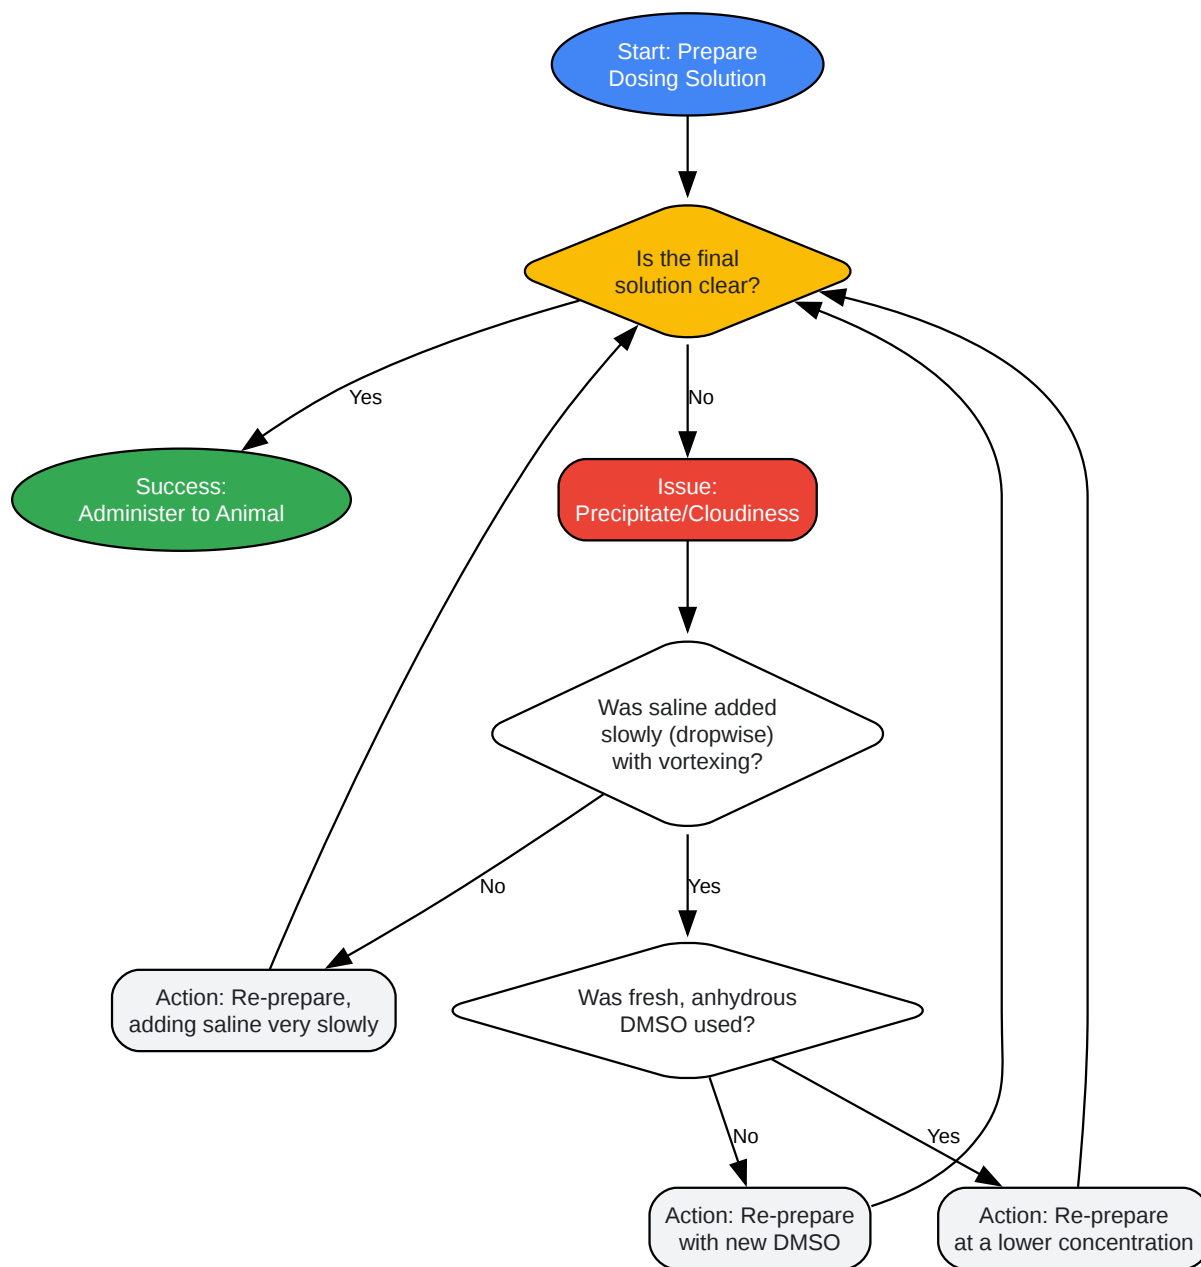 Start: Prepare
Dosing Solution
Is the final
solution clear?
Yes
No
Success:
Administer to Animal
Issue:
Precipitate/Cloudiness
Was saline added
slowly (dropwise)
with vortexing?
No
Yes
Action: Re-prepare,
adding saline very slowly
Was fresh, anhydrous
DMSO used?
No
Yes
Action: Re-prepare
with new DMSO
Action: Re-prepare
at a lower concentration